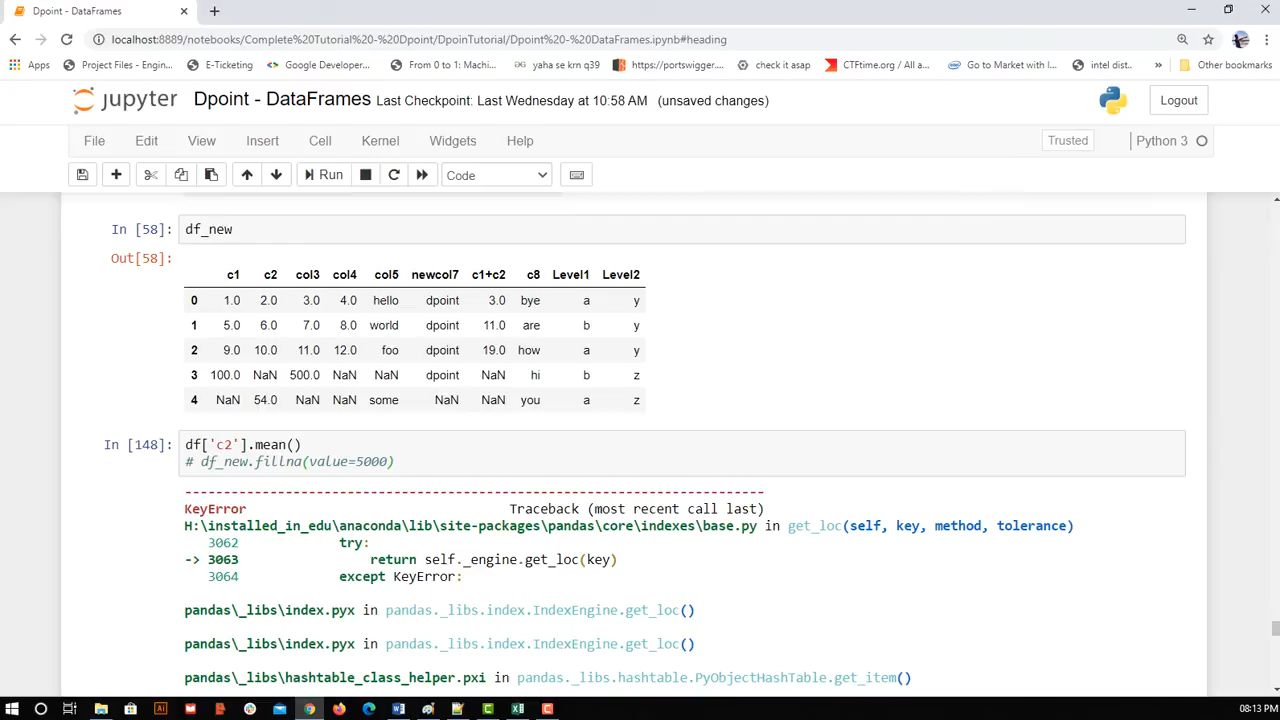 Dpoint - DataFrames
localhost:8889/notebooks/Complete%20Tutorial%20-%20Dpoint/DpoinTutorial/Dpoint%20-%20DataFrames.ipynb#heading
Apps Project Files - Engin... E-Ticketing Google Developer... From 0 to 1: Machi... yaha se krn q39 https://portswigger.... check it asap CTFtime.org / All a... Go to Market with I... intel dist.. » Other bookmarks
jupyter Dpoint - DataFrames Last Checkpoint: Last Wednesday at 10:58 AM (unsaved changes) Logout
File Edit View Insert Cell Kernel Widgets Help Trusted Python 3
Run Code
In [58]: df_new
Out[58]:
c1 c2 col3 col4 col5 newcol7 c1+c2 c8 Level1 Level2
0 1.0 2.0 3.0 4.0 hello dpoint 3.0 bye a y
1 5.0 6.0 7.0 8.0 world dpoint 11.0 are b y
2 9.0 10.0 11.0 12.0 foo dpoint 19.0 how a y
3 100.0 NaN 500.0 NaN NaN dpoint NaN hi b z
4 NaN 54.0 NaN NaN some NaN NaN you a z
In [148]: df['c2'].mean()
# df_new.fillna(value=5000)
---------------------------------------------------------------------------
KeyError Traceback (most recent call last)
H:\installed_in_edu\anaconda\lib\site-packages\pandas\core\indexes\base.py in get_loc(self, key, method, tolerance)
3062 try:
-> 3063 return self._engine.get_loc(key)
3064 except KeyError:
pandas\_libs\index.pyx in pandas._libs.index.IndexEngine.get_loc()
pandas\_libs\index.pyx in pandas._libs.index.IndexEngine.get_loc()
pandas\_libs\hashtable_class_helper.pxi in pandas._libs.hashtable.PyObjectHashTable.get_item()
08:13 PM